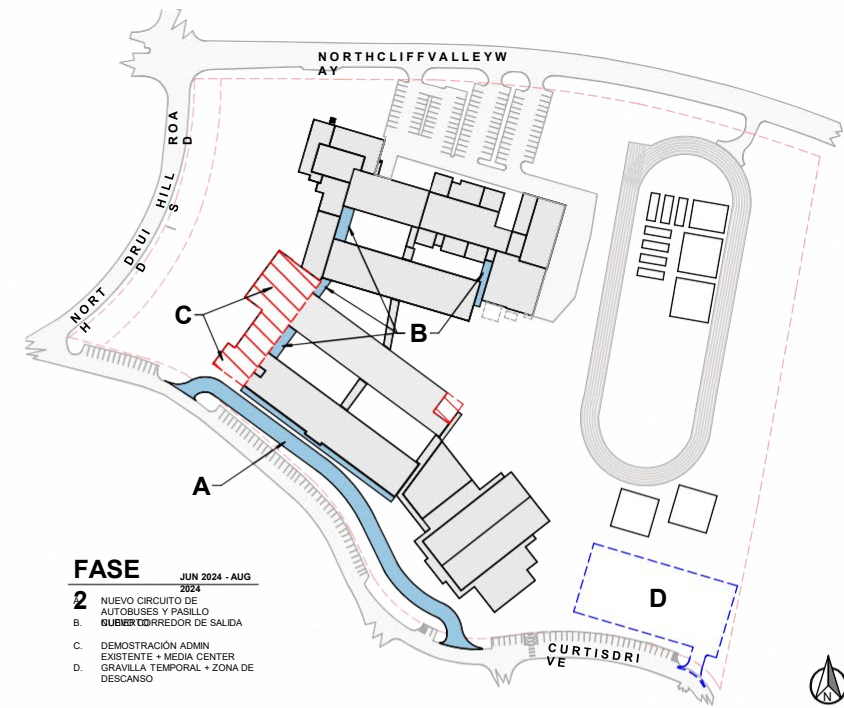 NORTHCLIFFVALLEYW
AY
ROA
D
HILL
S
DRUI
D
NORT
H
C
B
A
D
FASE
2
JUN 2024 - AUG
2024
A. NUEVO CIRCUITO DE
AUTOBUSES Y PASILLO
CUBIERTO
B. NUEVO CORREDOR DE SALIDA
C. DEMOSTRACIÓN ADMIN
EXISTENTE + MEDIA CENTER
D. GRAVILLA TEMPORAL + ZONA DE
DESCANSO
CURTISDRI
VE
N